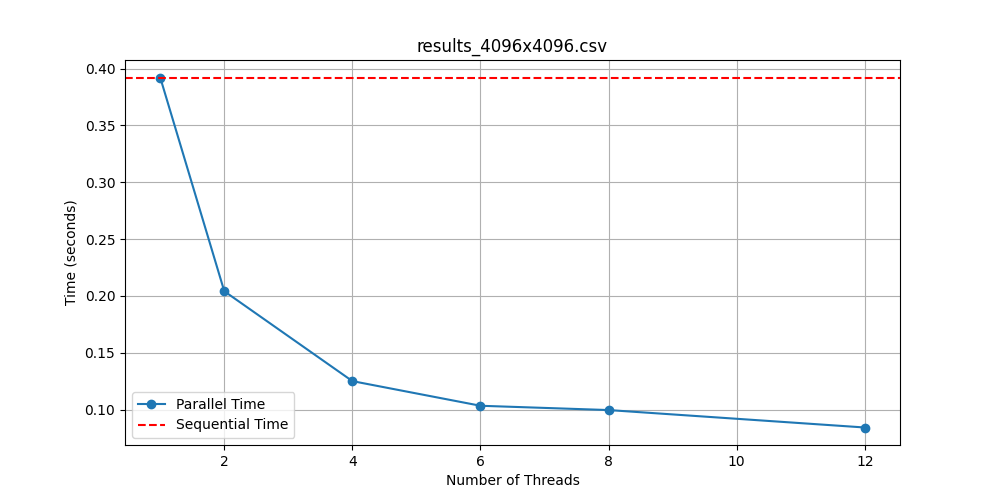 results_4096x4096.csv
0.40
0.35
0.30
0.25
0.20
0.15
0.10
Time (seconds)
Parallel Time
Sequential Time
2 4 6 8 10 12
Number of Threads